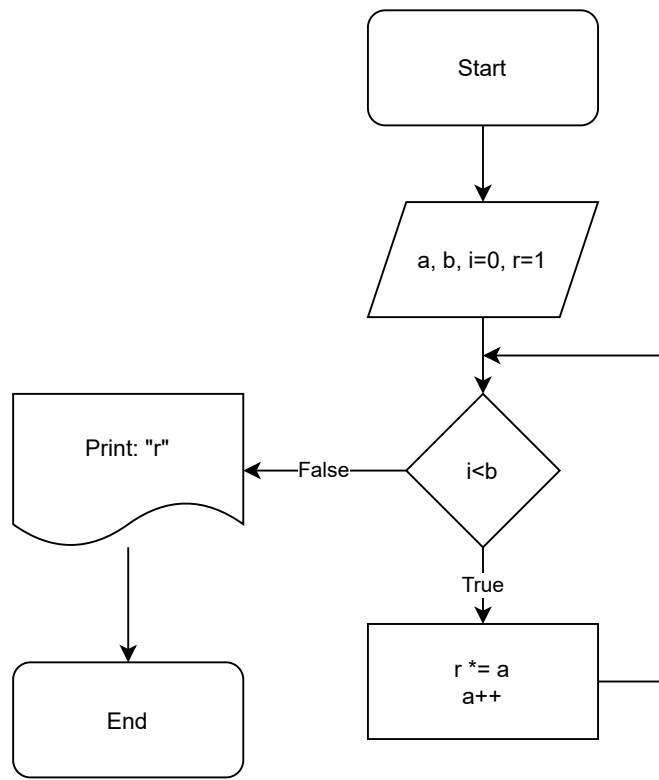 Start
a, b, i=0, r=1
i<b
False
Print: "r"
True
r *= a
a++
End